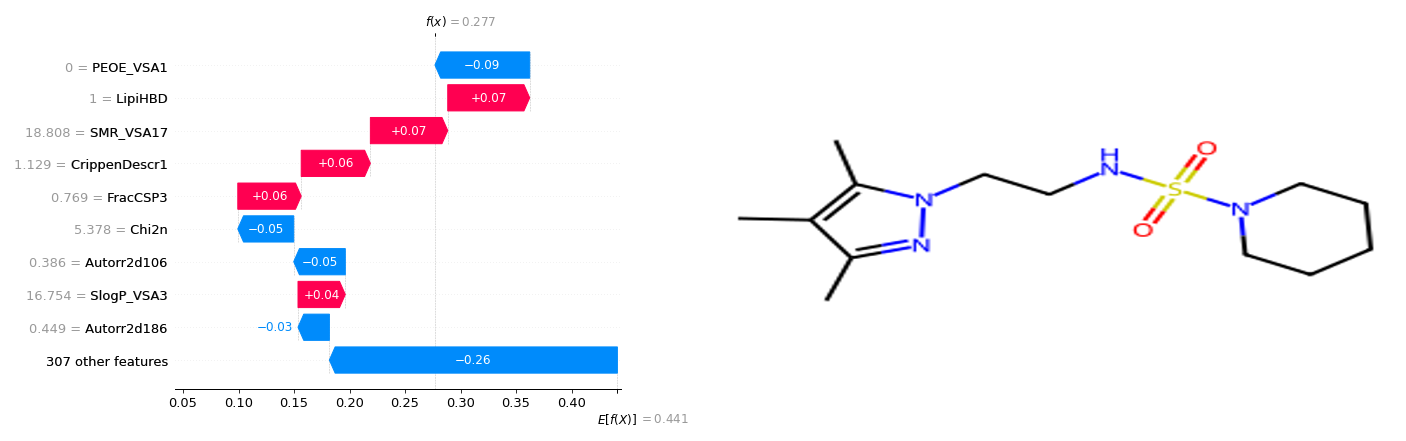 f(x) = 0.277
0 = PEOE_VSA1
−0.09
1 = LipiHBD
+0.07
18.808 = SMR_VSA17
+0.07
1.129 = CrippenDescr1
+0.06
0.769 = FracCSP3
+0.06
5.378 = Chi2n
−0.05
0.386 = Autorr2d106
−0.05
16.754 = SlogP_VSA3
+0.04
0.449 = Autorr2d186
−0.03
307 other features
−0.26
0.05 0.10 0.15 0.20 0.25 0.30 0.35 0.40
E[f(X)] = 0.441
H
N
O
S
N
N
O
N